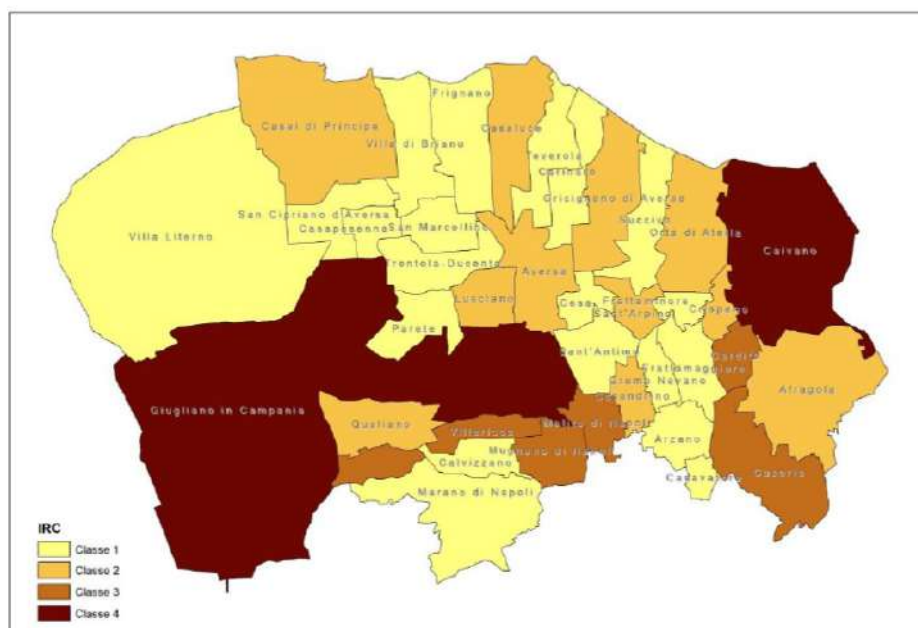 Frignano
Casal di Principe
Casaluce
Villa di Briano
Teverola
Carinaro
Gricignano di Aversa
San Cipriano d'Aversa
Succivo
Casapesenna
San Marcellino
Orta di Atella
Villa Literno
Caivano
Trentola-Ducenta
Aversa
Lusciano
Cesa
Frattaminore
Sant'Arpino
Crispano
Parete
Sant'Antimo
Cardito
Frattamaggiore
Grumo Nevano
Afragola
Giugliano in Campania
Casandrino
Qualiano
Villaricca
Melito di Napoli
Arzano
Mugnano di Napoli
Calvizzano
Casoria
Casavatore
Marano di Napoli
IRC
Classe 1
Classe 2
Classe 3
Classe 4